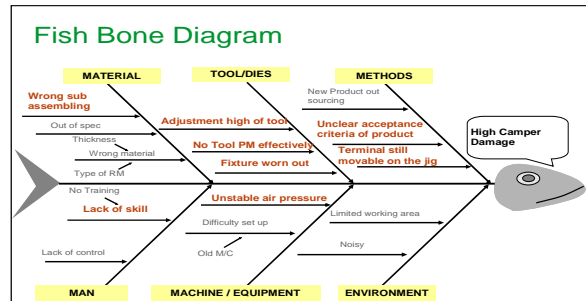 Fish Bone Diagram
MATERIAL
TOOL/DIES
METHODS
Wrong sub
assembling
Out of spec
Thickness
Wrong material
Type of RM
Adjustment high of tool
No Tool PM effectively
Fixture worn out
New Product out
sourcing
Unclear acceptance
criteria of product
Terminal still
movable on the jig
High Camper
Damage
No Training
Lack of skill
Lack of control
Unstable air pressure
Difficulty set up
Old M/C
Limited working area
Noisy
MAN
MACHINE / EQUIPMENT
ENVIRONMENT